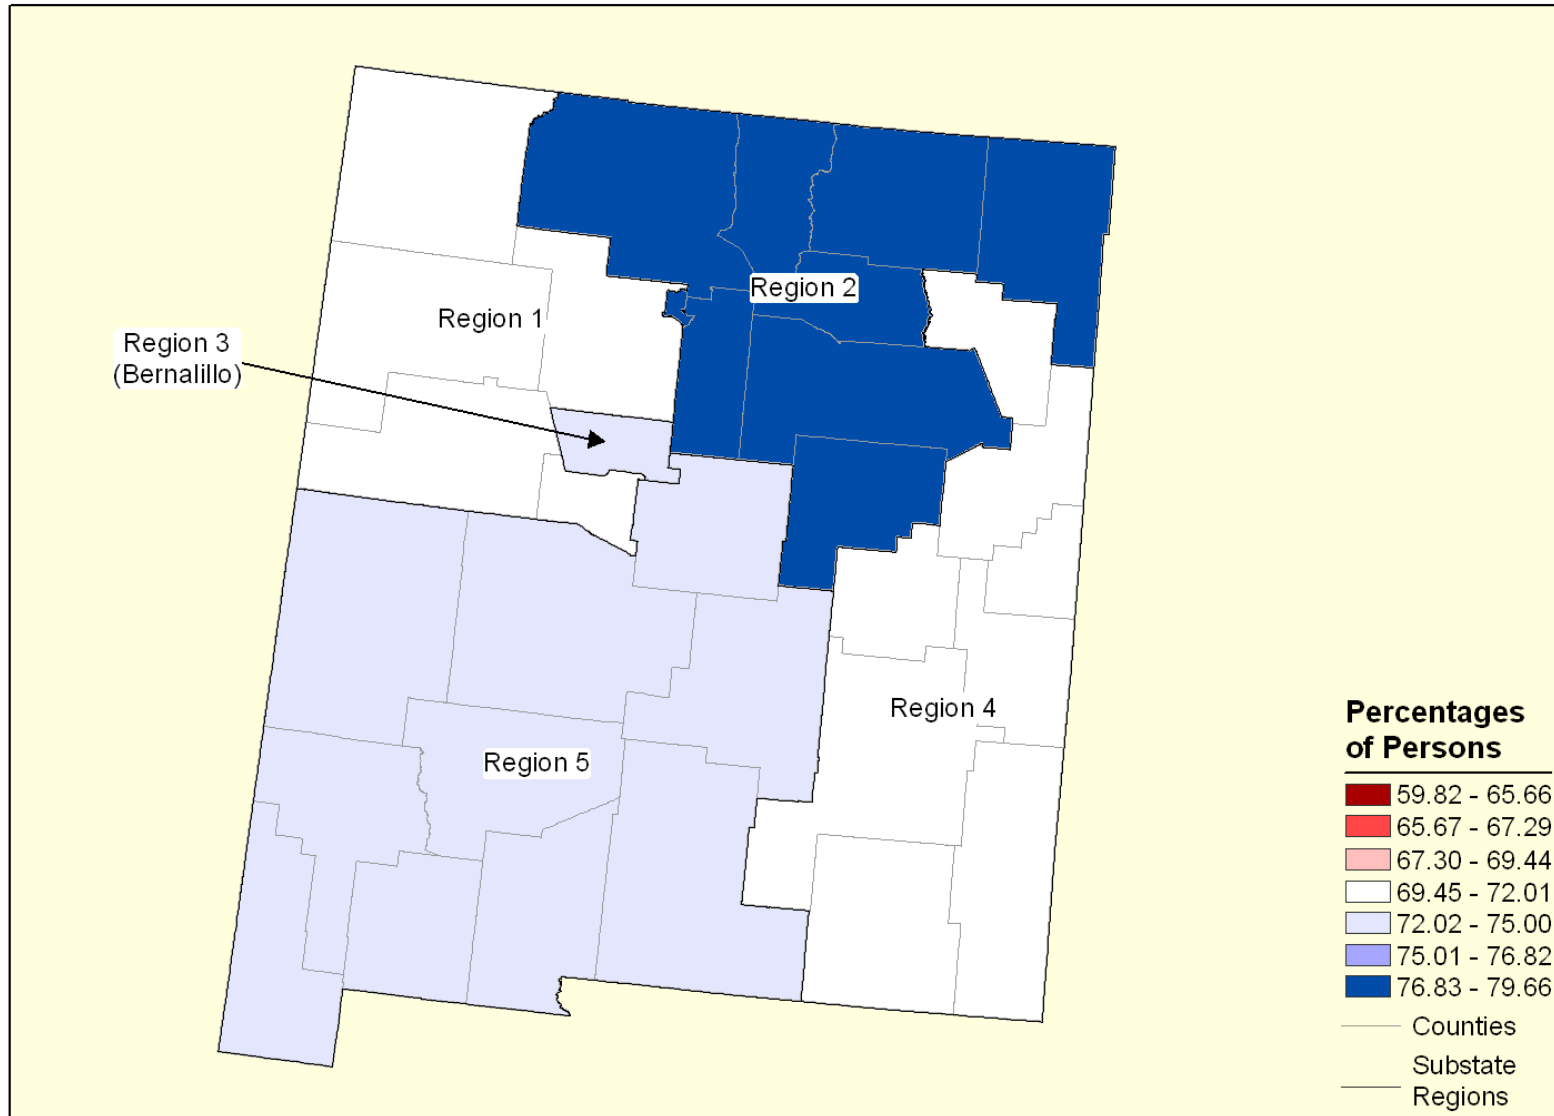 Region 2
Region 1
Region 3
(Bernalillo)
Region 4
Region 5
Percentages
of Persons
59.82 - 65.66
65.67 - 67.29
67.30 - 69.44
69.45 - 72.01
72.02 - 75.00
75.01 - 76.82
76.83 - 79.66
Counties
Substate
Regions